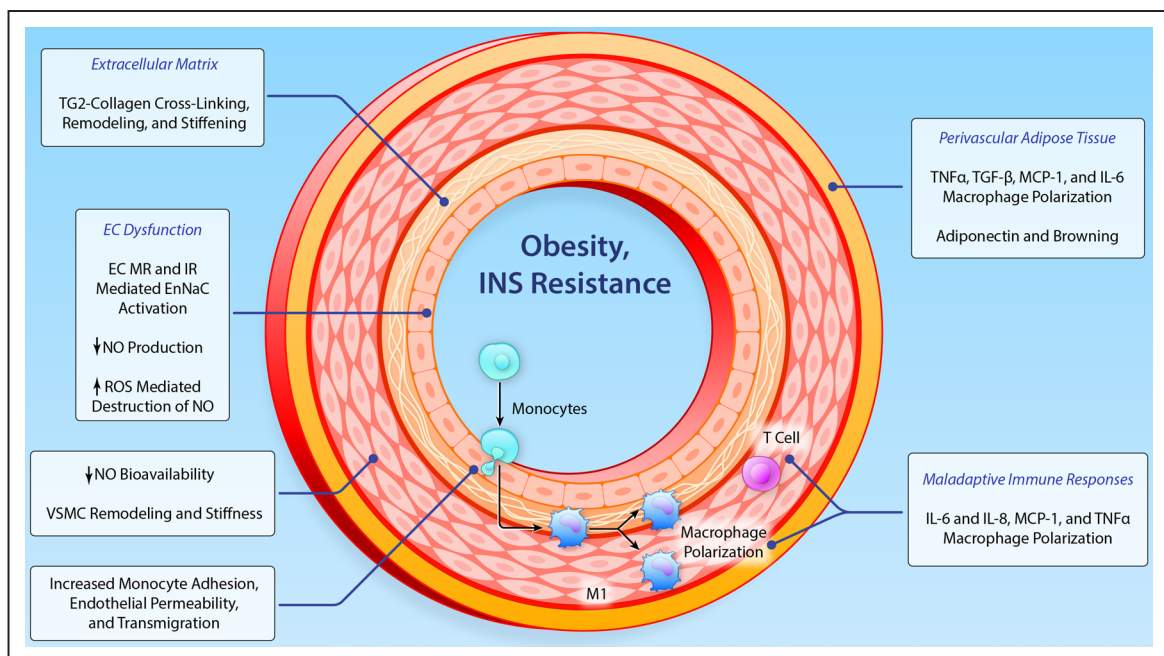 Extracellular Matrix
TG2-Collagen Cross-Linking,
Remodeling, and Stiffening
EC Dysfunction
EC MR and IR
Mediated EnNaC
Activation
↓NO Production
↑ROS Mediated
Destruction of NO
↓NO Bioavailability
VSMC Remodeling and Stiffness
Increased Monocyte Adhesion,
Endothelial Permeability,
and Transmigration
Obesity,
INS Resistance
Monocytes
T Cell
Macrophage
Polarization
M1
Perivascular Adipose Tissue
TNFα, TGF-β, MCP-1, and IL-6
Macrophage Polarization
Adiponectin and Browning
Maladaptive Immune Responses
IL-6 and IL-8, MCP-1, and TNFα
Macrophage Polarization